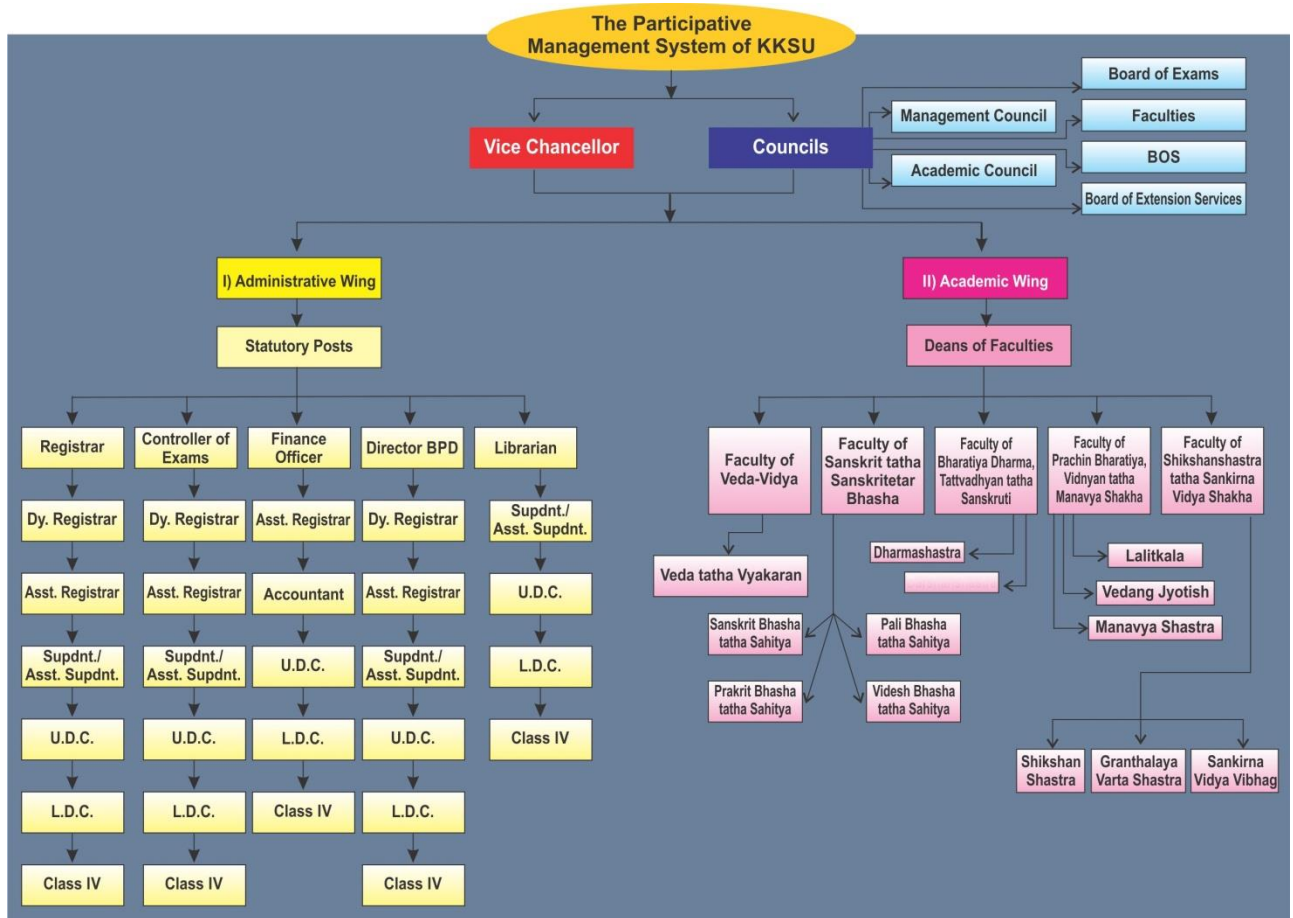 The Participative
Management System of KKSU
Vice Chancellor
Councils
Management Council
Academic Council
Board of Exams
Faculties
BOS
Board of Extension Services
I) Administrative Wing
Statutory Posts
Registrar
Dy. Registrar
Asst. Registrar
Supdnt./
Asst. Supdnt.
U.D.C.
L.D.C.
Class IV
Controller of
Exams
Dy. Registrar
Asst. Registrar
Supdnt./
Asst. Supdnt.
U.D.C.
L.D.C.
Class IV
Finance
Officer
Asst. Registrar
Accountant
U.D.C.
L.D.C.
Class IV
Director BPD
Dy. Registrar
Asst. Registrar
Supdnt./
Asst. Supdnt.
U.D.C.
L.D.C.
Class IV
Librarian
Supdnt./
Asst. Supdnt.
U.D.C.
L.D.C.
Class IV
II) Academic Wing
Deans of Faculties
Faculty of
Veda-Vidya
Veda tatha Vyakaran
Faculty of
Sanskrit tatha
Sanskritetar
Bhasha
Sanskrit Bhasha
tatha Sahitya
Pali Bhasha
tatha Sahitya
Prakrit Bhasha
tatha Sahitya
Videsh Bhasha
tatha Sahitya
Faculty of
Bharatiya Dharma,
Tattvadhyan tatha
Sanskruti
Dharmashastra
Faculty of
Prachin Bharatiya,
Vidnyan tatha
Manavya Shakha
Lalitkala
Vedang Jyotish
Manavya Shastra
Faculty of
Shikshanshastra
tatha Sankirna
Vidya Shakha
Shikshan
Shastra
Granthalaya
Varta Shastra
Sankirna
Vidya Vibhag